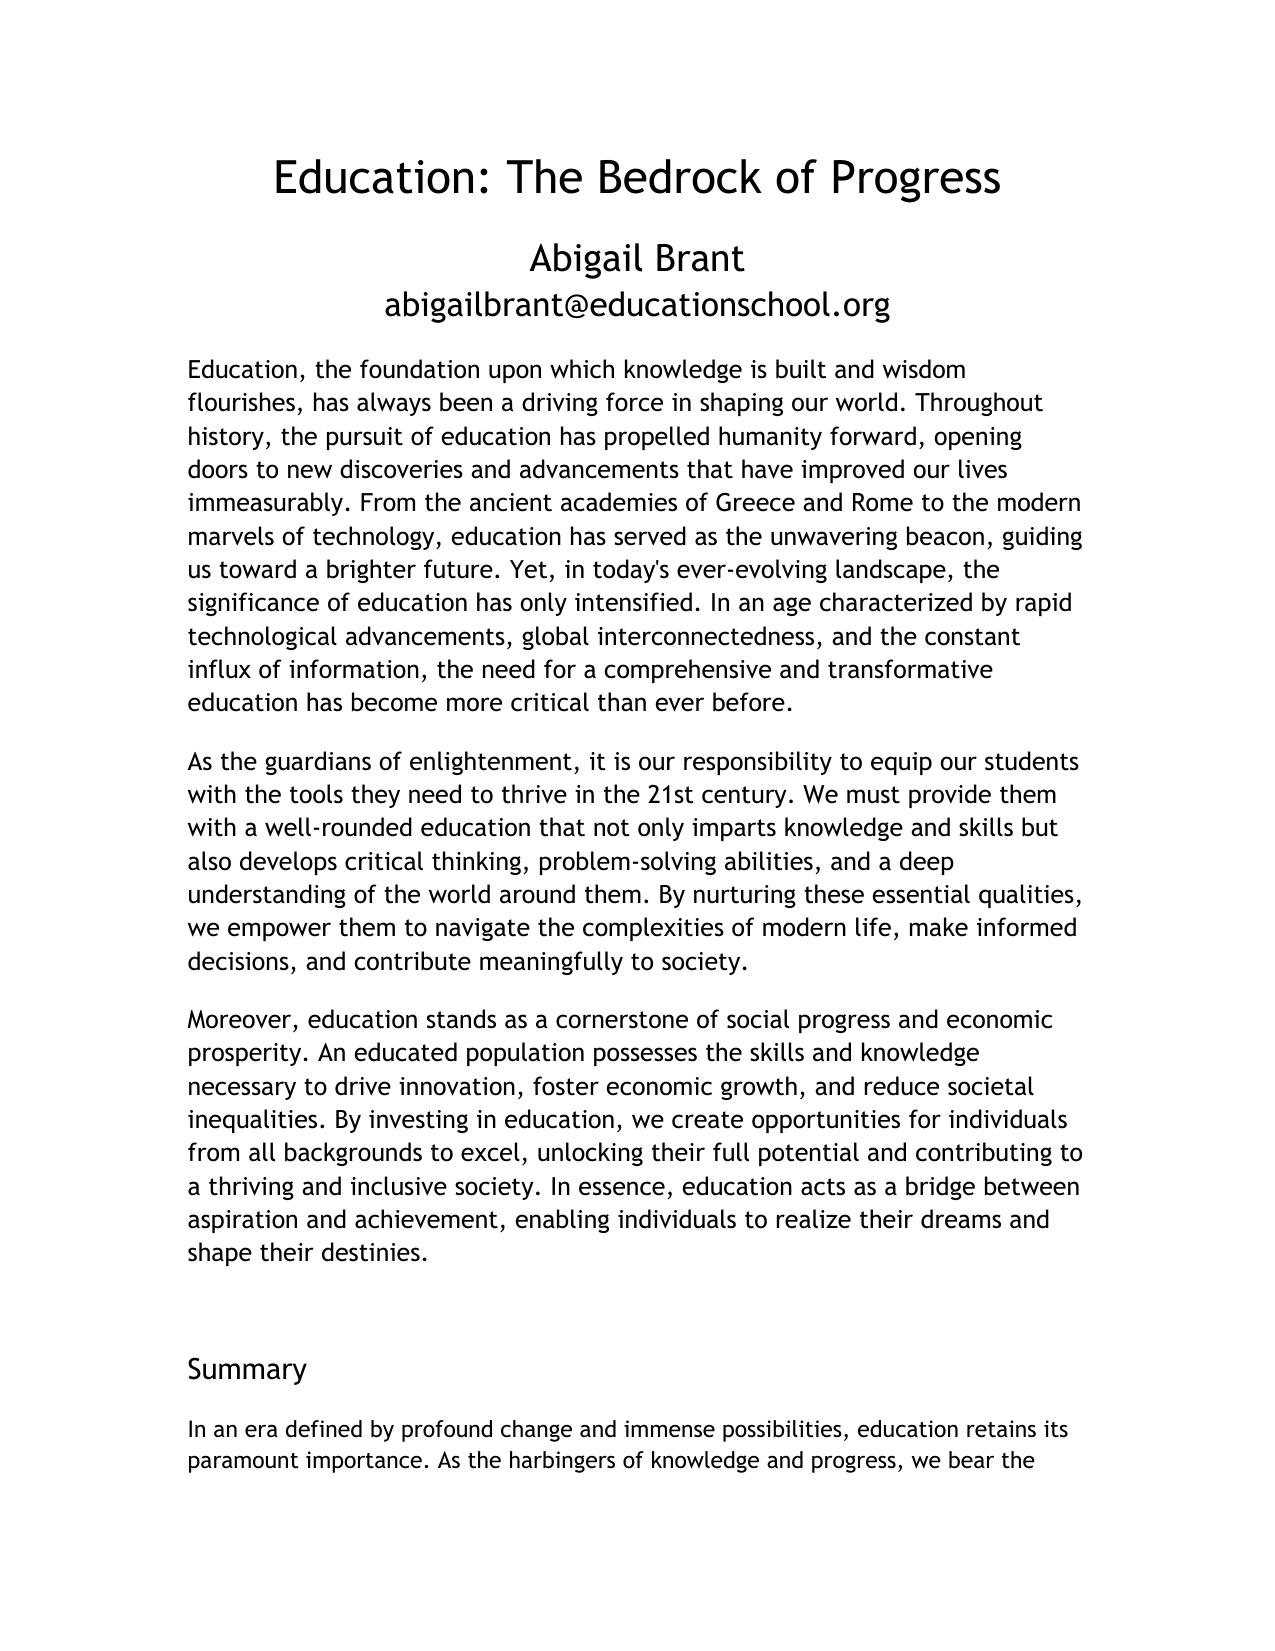 Education: The Bedrock of Progress
Abigail Brant
abigailbrant@educationschool.org
Education, the foundation upon which knowledge is built and wisdom
flourishes, has always been a driving force in shaping our world. Throughout
history, the pursuit of education has propelled humanity forward, opening
doors to new discoveries and advancements that have improved our lives
immeasurably. From the ancient academies of Greece and Rome to the modern
marvels of technology, education has served as the unwavering beacon, guiding
us toward a brighter future. Yet, in today's ever-evolving landscape, the
significance of education has only intensified. In an age characterized by rapid
technological advancements, global interconnectedness, and the constant
influx of information, the need for a comprehensive and transformative
education has become more critical than ever before.
As the guardians of enlightenment, it is our responsibility to equip our students
with the tools they need to thrive in the 21st century. We must provide them
with a well-rounded education that not only imparts knowledge and skills but
also develops critical thinking, problem-solving abilities, and a deep
understanding of the world around them. By nurturing these essential qualities,
we empower them to navigate the complexities of modern life, make informed
decisions, and contribute meaningfully to society.
Moreover, education stands as a cornerstone of social progress and economic
prosperity. An educated population possesses the skills and knowledge
necessary to drive innovation, foster economic growth, and reduce societal
inequalities. By investing in education, we create opportunities for individuals
from all backgrounds to excel, unlocking their full potential and contributing to
a thriving and inclusive society. In essence, education acts as a bridge between
aspiration and achievement, enabling individuals to realize their dreams and
shape their destinies.
Summary
In an era defined by profound change and immense possibilities, education retains its
paramount importance. As the harbingers of knowledge and progress, we bear the